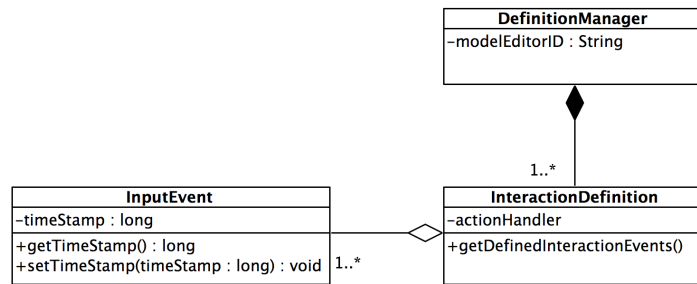 DefinitionManager
-modelEditorID : String
1..*
InputEvent
-timeStamp : long
+getTimeStamp() : long
+setTimeStamp(timeStamp : long) : void
1..*
InteractionDefinition
-actionHandler
+getDefinedInteractionEvents()